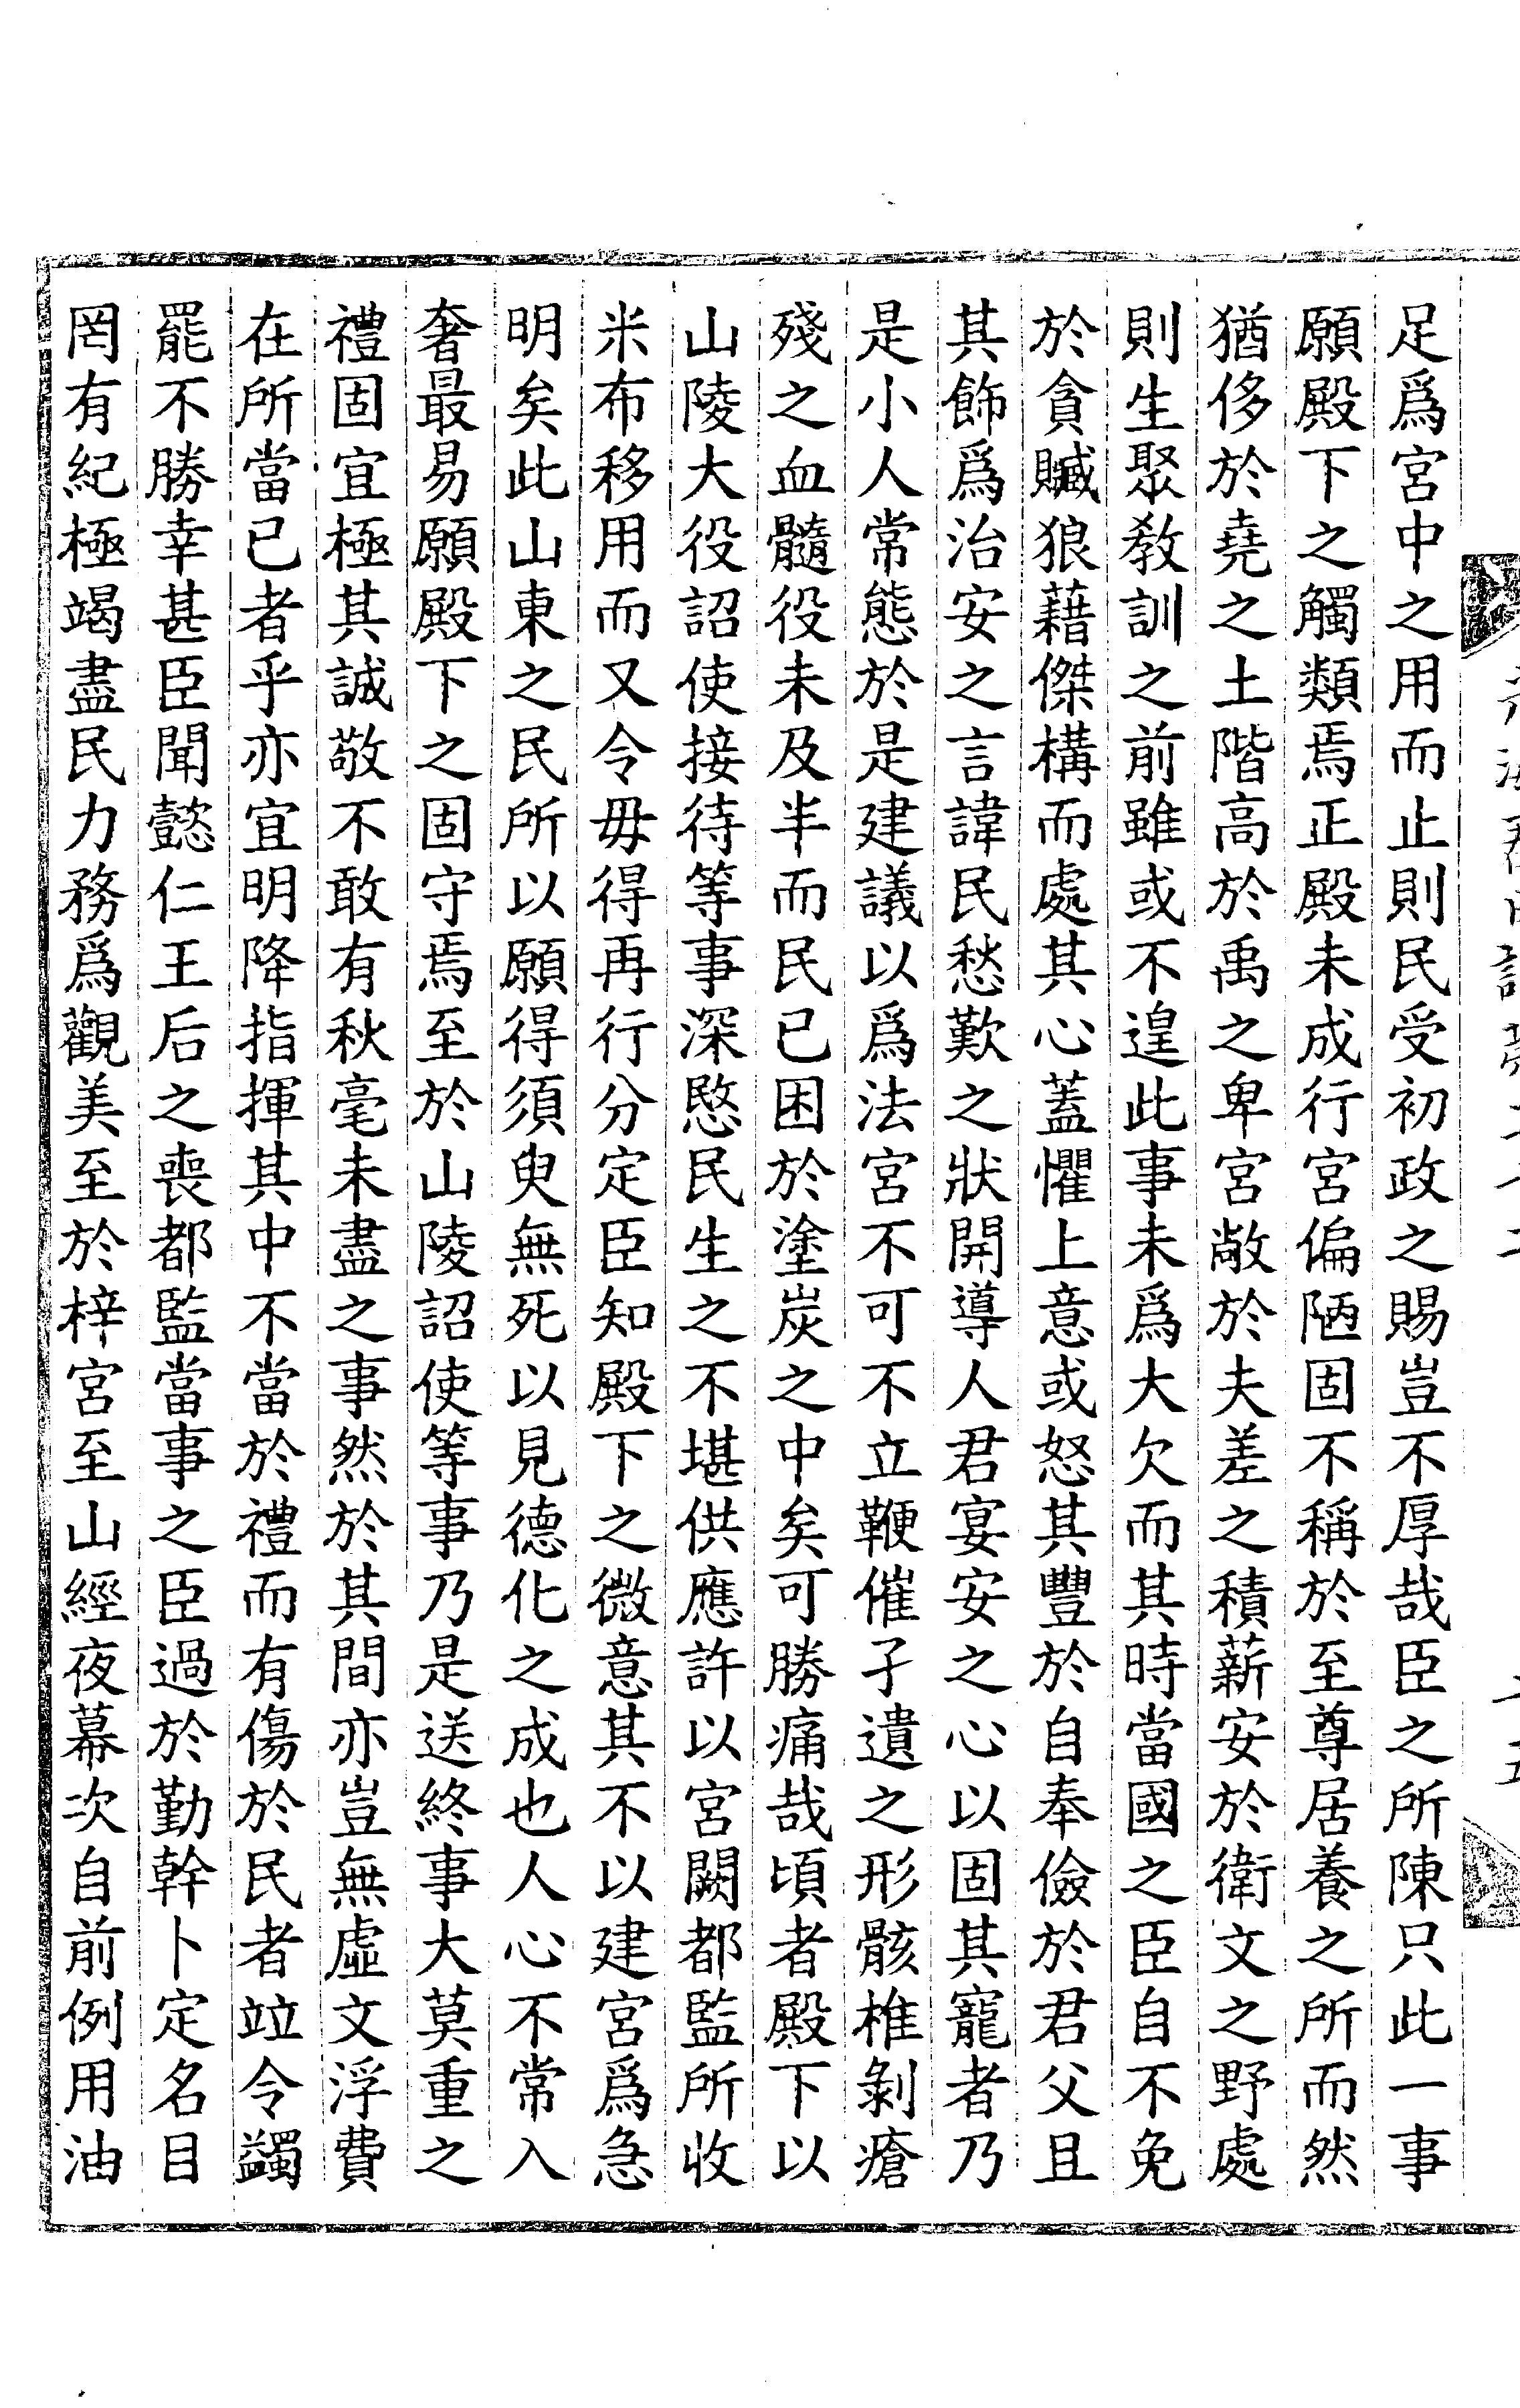 足爲宮中之用而止則民受初政之賜豈不厚哉臣之所陳只此一事
願殿下之觸類焉正殿未成行宮偏陋固不稱於至尊居養之所而然
猶侈於堯之土階高於禹之卑宮敞於夫差之積薪安於衛文之野處
則生聚教訓之前雖或不遑此事未爲大欠而其時當國之臣自不免
於貪贓狼藉傑構而處其心蓋懼上意或怒其豐於自奉儉於君父且
其飾爲治安之言諱民愁歎之狀開導人君宴安之心以固其寵者乃
是小人常態於是建議以爲法宮不可不立鞭催孑遺之形骸椎剝瘡
殘之血髓役未及半而民已困於塗炭之中矣可勝痛哉頃者殿下以
山陵大役詔使接待等事深愍民生之不堪供應許以宮闕都監所收
米布移用而又令毋得再行分定臣知殿下之微意其不以建宮爲急
明矣此山東之民所以願得須臾無死以見德化之成也人心不常入
奢最易願殿下之固守焉至於山陵詔使等事乃是送終事大莫重之
禮固宜極其誠敬不敢有秋毫未盡之事然於其間亦豈無虛文浮費
在所當已者乎亦宜明降指揮其中不當於禮而有傷於民者竝令蠲
罷不勝幸甚臣聞懿仁王后之喪都監當事之臣過於勤幹卜定名目
罔有紀極竭盡民力務爲觀美至於梓宮至山經夜幕次自前例用油